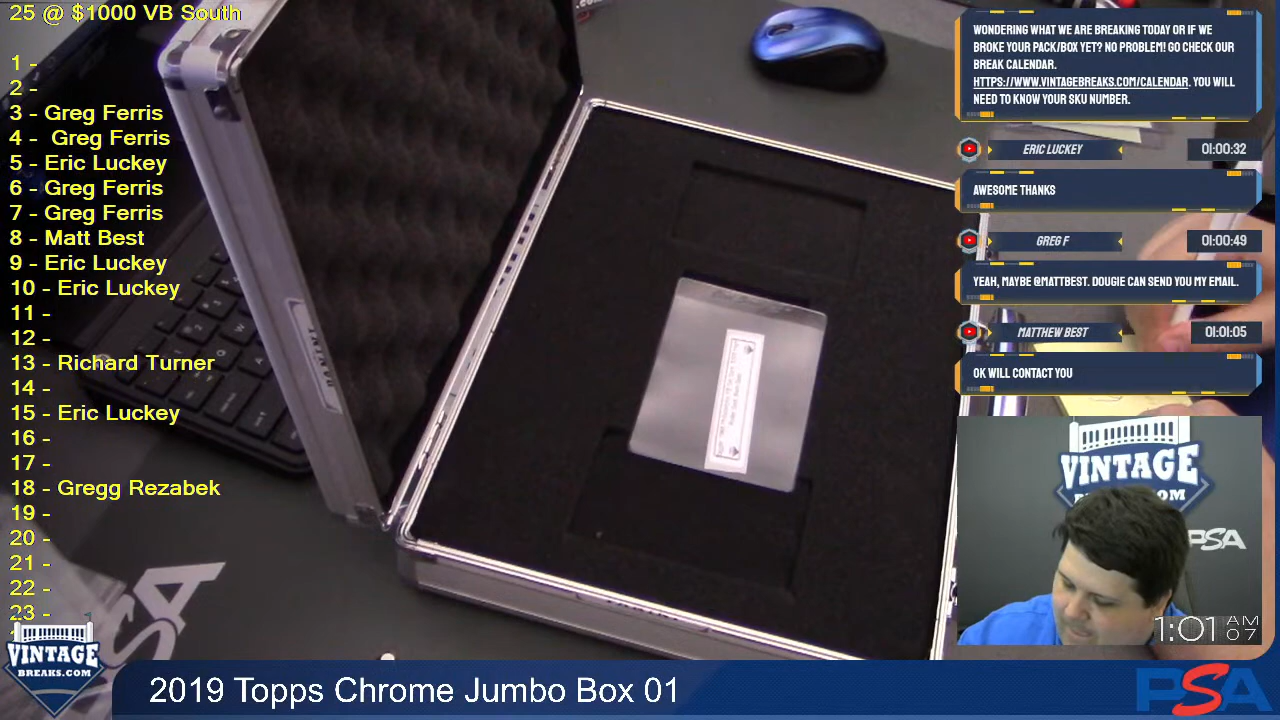 25 @ $1000 VB South
1 -
2 -
3 - Greg Ferris
4 - Greg Ferris
5 - Eric Luckey
6 - Greg Ferris
7 - Greg Ferris
8 - Matt Best
9 - Eric Luckey
10 - Eric Luckey
11 -
12 -
13 - Richard Turner
14 -
15 - Eric Luckey
16 -
17 -
18 - Gregg Rezabek
19 -
20 -
21 -
22 -
23 -
PSA
VINTAGE
BREAKS.COM
2019 Topps Chrome Jumbo Box 01
WONDERING WHAT WE ARE BREAKING TODAY OR IF WE
BROKE YOUR PACK/BOX YET? NO PROBLEM! GO CHECK OUR
BREAK CALENDAR.
HTTPS://WWW.VINTAGEBREAKS.COM/CALENDAR. YOU WILL
NEED TO KNOW YOUR SKU NUMBER.
ERIC LUCKEY 01:00:32
AWESOME THANKS
GREG F 01:00:49
YEAH, MAYBE @MATTBEST. DOUGIE CAN SEND YOU MY EMAIL.
MATTHEW BEST 01:01:05
OK WILL CONTACT YOU
VINTAGE
PSA
1:01 AM
07
PSA